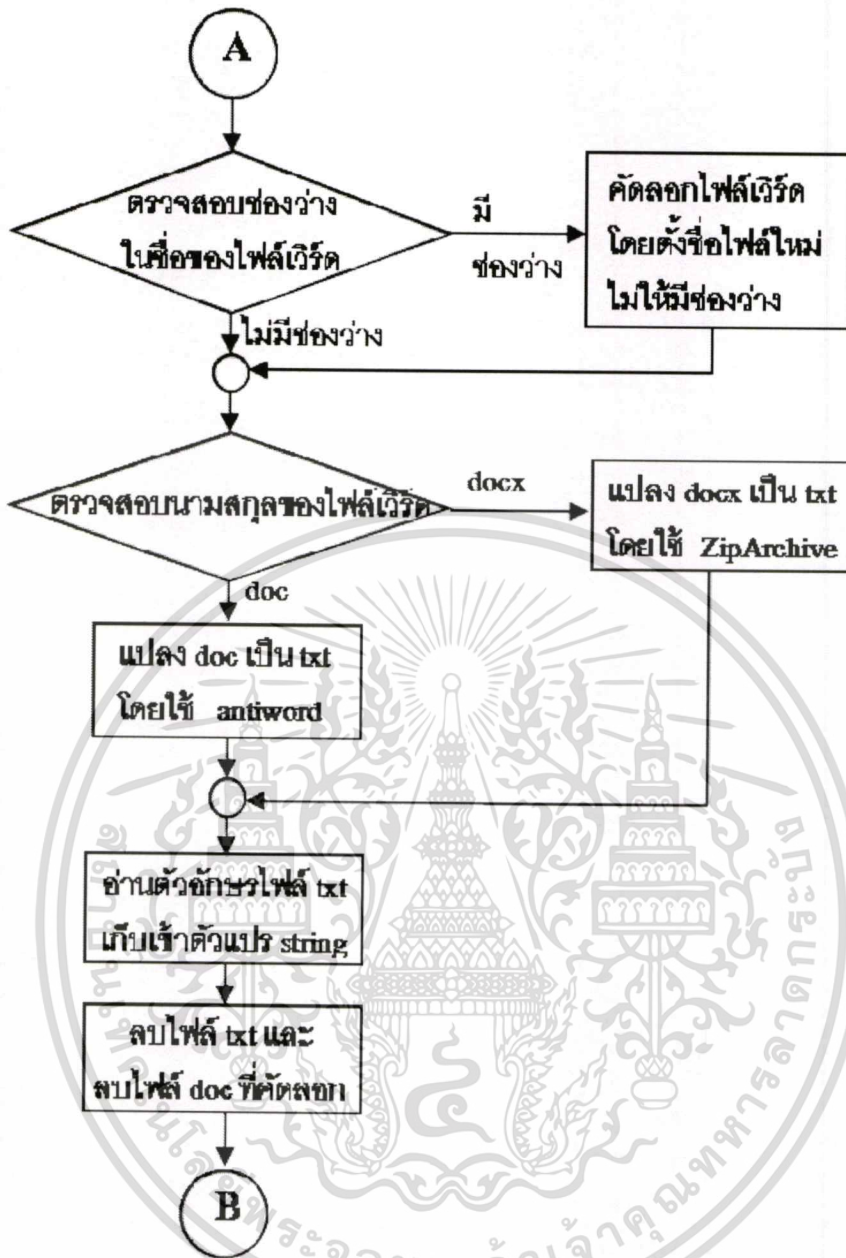 A
ตรวจสอบช่องว่าง
ในชื่อของไฟล์เวิร์ด
มี
ช่องว่าง
คัดลอกไฟล์เวิร์ด
โดยตั้งชื่อไฟล์ใหม่
ไม่ให้มีช่องว่าง
ไม่มีช่องว่าง
ตรวจสอบนามสกุลของไฟล์เวิร์ด
docx
แปลง docx เป็น txt
โดยใช้ ZipArchive
doc
แปลง doc เป็น txt
โดยใช้ antiword
อ่านตัวอักษรไฟล์ txt
เก็บเข้าตัวแปร string
ลบไฟล์ txt และ
ลบไฟล์ doc ที่คัดลอก
B